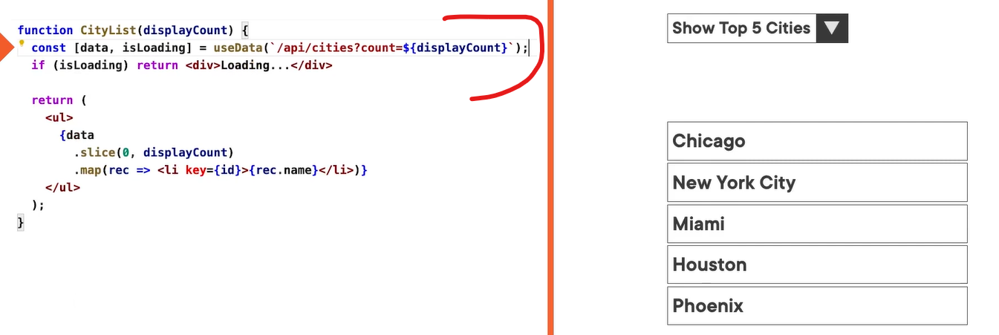 function CityList(displayCount) {
const [data, isLoading] = useData(`/api/cities?count=${displayCount}`);
if (isLoading) return <div>Loading...</div>
return (
<ul>
{data
.slice(0, displayCount)
.map(rec => <li key={id}>{rec.name}</li>)}
</ul>
);
}
Show Top 5 Cities
Chicago
New York City
Miami
Houston
Phoenix